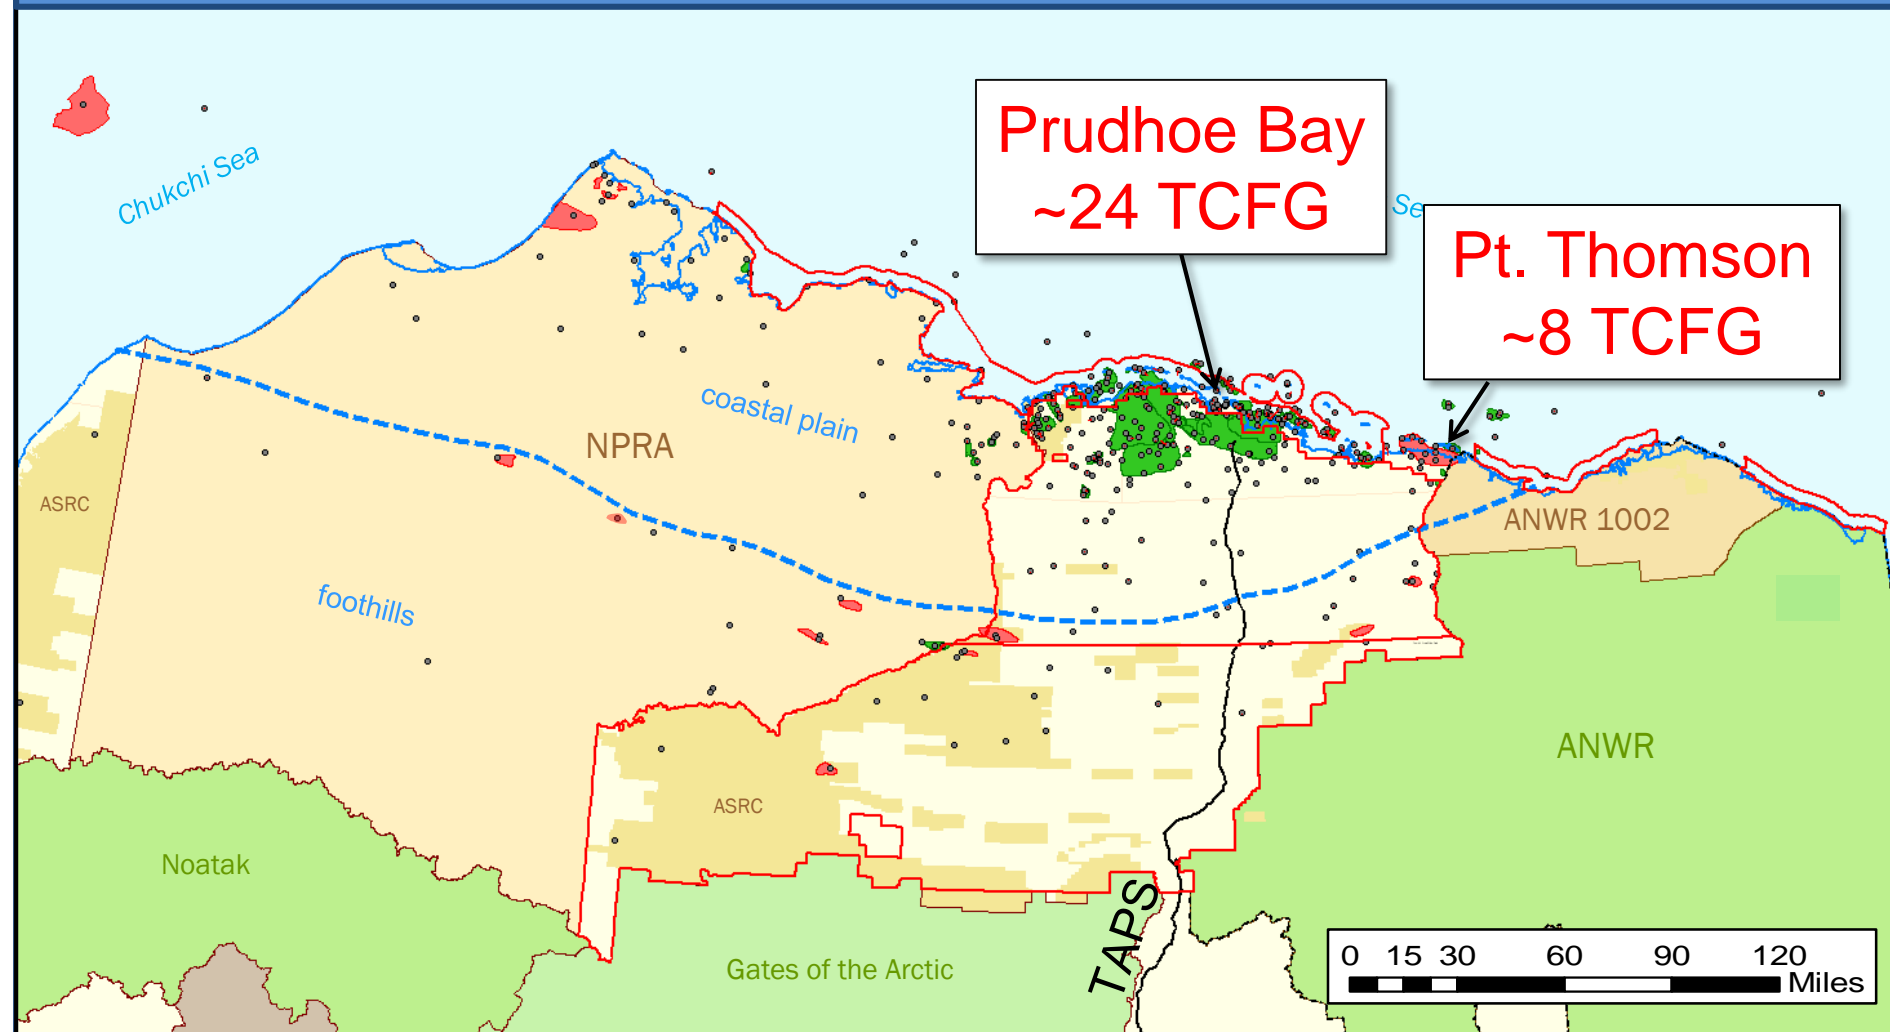 Chukchi Sea
Prudhoe Bay
~24 TCFG
Se
Pt. Thomson
~8 TCFG
coastal plain
NPRA
ASRC
ANWR 1002
foothills
ANWR
ASRC
Noatak
TAPS
Gates of the Arctic
0 15 30 60 90 120
Miles